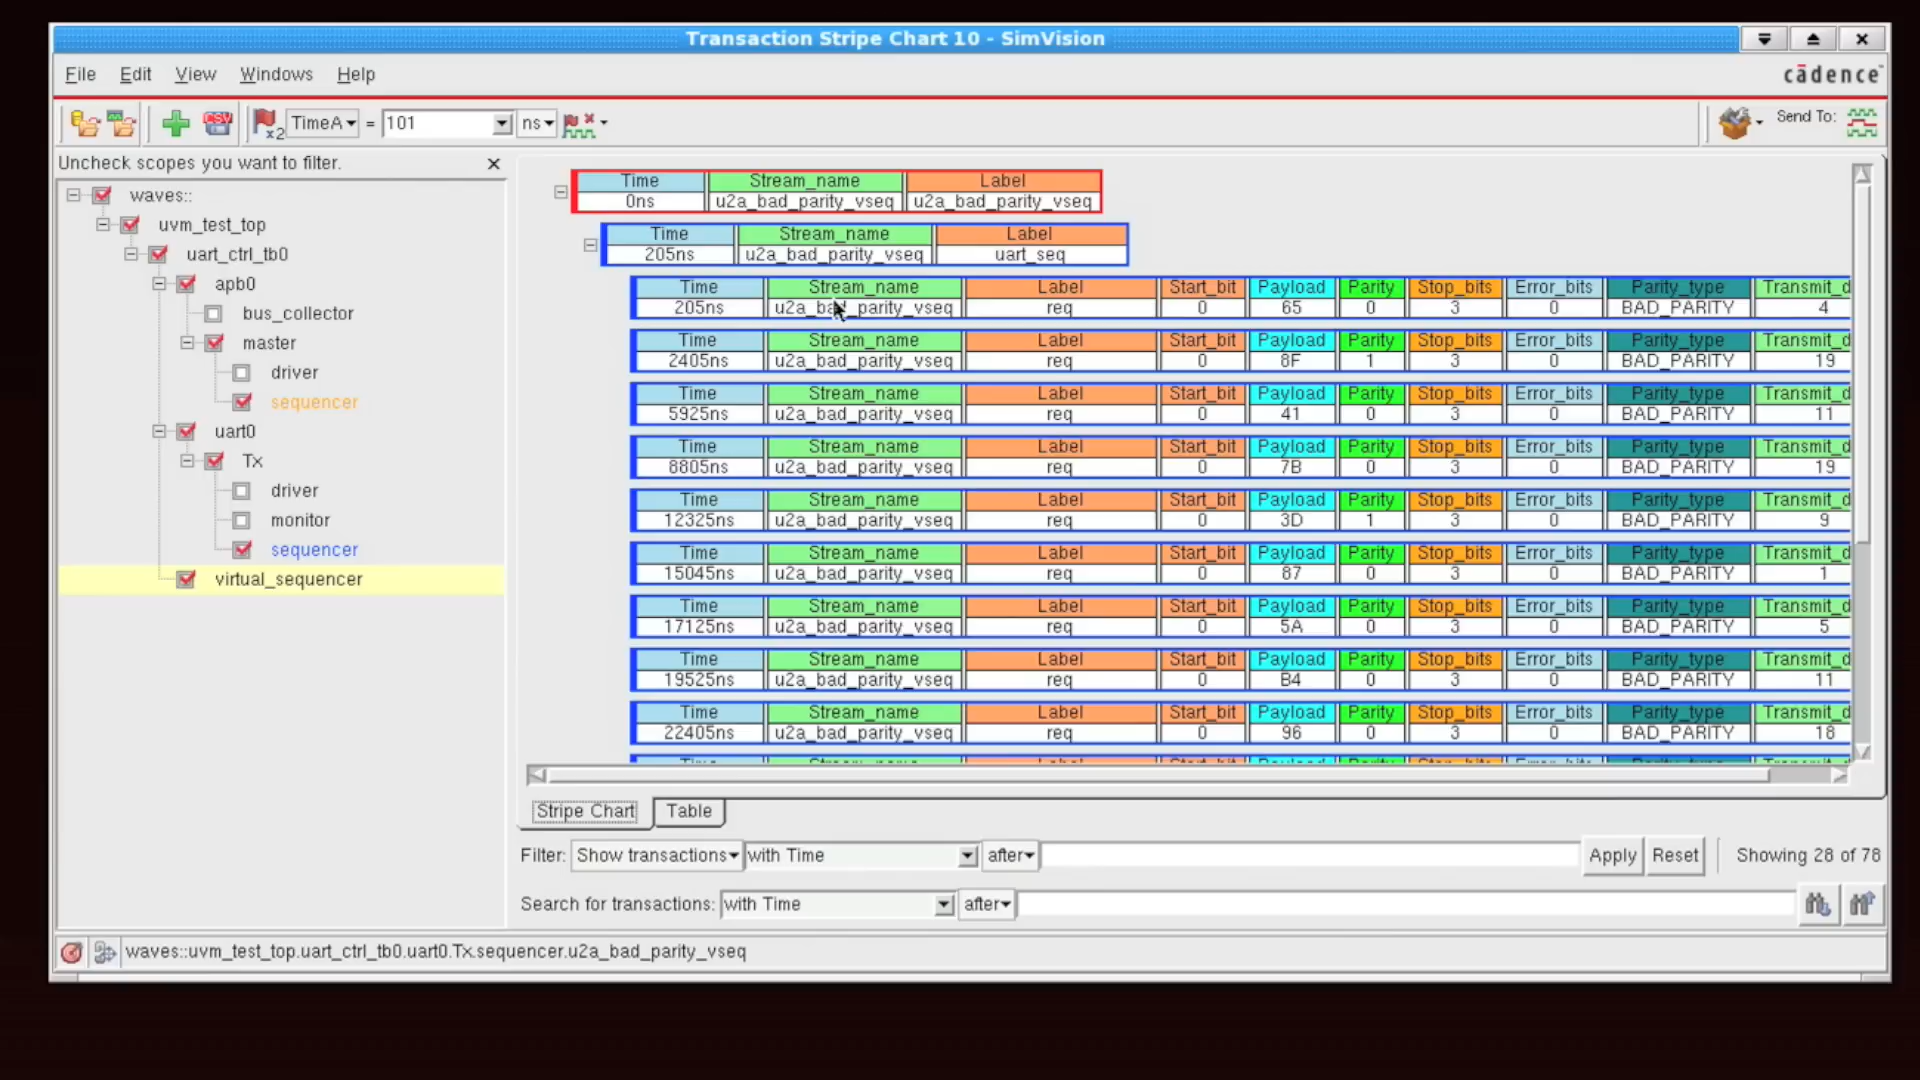 Transaction Stripe Chart 10 - SimVision
File Edit View Windows Help
cādence
x2 TimeA = 101 ns
CSV
Send To:
Uncheck scopes you want to filter.
waves::
uvm_test_top
uart_ctrl_tb0
apb0
bus_collector
master
driver
sequencer
uart0
Tx
driver
monitor
sequencer
virtual_sequencer
Time Stream_name Label
0ns u2a_bad_parity_vseq u2a_bad_parity_vseq
Time Stream_name Label
205ns u2a_bad_parity_vseq uart_seq
Time Stream_name Label Start_bit Payload Parity Stop_bits Error_bits Parity_type Transmit_d
205ns u2a_bad_parity_vseq req 0 65 0 3 0 BAD_PARITY 4
Time Stream_name Label Start_bit Payload Parity Stop_bits Error_bits Parity_type Transmit_d
2405ns u2a_bad_parity_vseq req 0 8F 1 3 0 BAD_PARITY 19
Time Stream_name Label Start_bit Payload Parity Stop_bits Error_bits Parity_type Transmit_d
5925ns u2a_bad_parity_vseq req 0 41 0 3 0 BAD_PARITY 11
Time Stream_name Label Start_bit Payload Parity Stop_bits Error_bits Parity_type Transmit_d
8805ns u2a_bad_parity_vseq req 0 7B 0 3 0 BAD_PARITY 19
Time Stream_name Label Start_bit Payload Parity Stop_bits Error_bits Parity_type Transmit_d
12325ns u2a_bad_parity_vseq req 0 3D 1 3 0 BAD_PARITY 9
Time Stream_name Label Start_bit Payload Parity Stop_bits Error_bits Parity_type Transmit_d
15045ns u2a_bad_parity_vseq req 0 87 0 3 0 BAD_PARITY 1
Time Stream_name Label Start_bit Payload Parity Stop_bits Error_bits Parity_type Transmit_d
17125ns u2a_bad_parity_vseq req 0 5A 0 3 0 BAD_PARITY 5
Time Stream_name Label Start_bit Payload Parity Stop_bits Error_bits Parity_type Transmit_d
19525ns u2a_bad_parity_vseq req 0 B4 0 3 0 BAD_PARITY 11
Time Stream_name Label Start_bit Payload Parity Stop_bits Error_bits Parity_type Transmit_d
22405ns u2a_bad_parity_vseq req 0 96 0 3 0 BAD_PARITY 18
Stripe Chart Table
Filter: Show transactions with Time after Apply Reset Showing 28 of 78
Search for transactions: with Time after
waves::uvm_test_top.uart_ctrl_tb0.uart0.Tx.sequencer.u2a_bad_parity_vseq